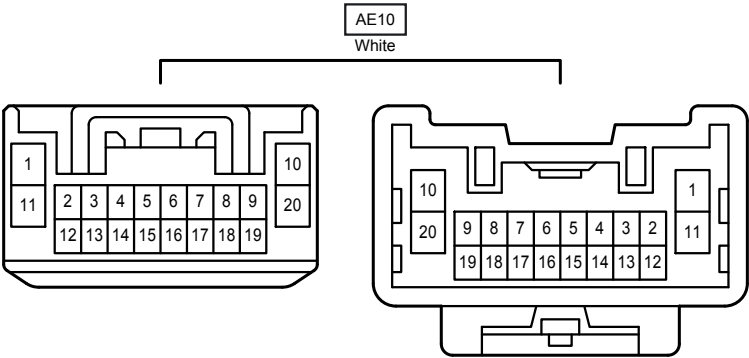 AE10
White
1 10
11 2 3 4 5 6 7 8 9 20
12 13 14 15 16 17 18 19
10 1
20 9 8 7 6 5 4 3 2 11
19 18 17 16 15 14 13 12